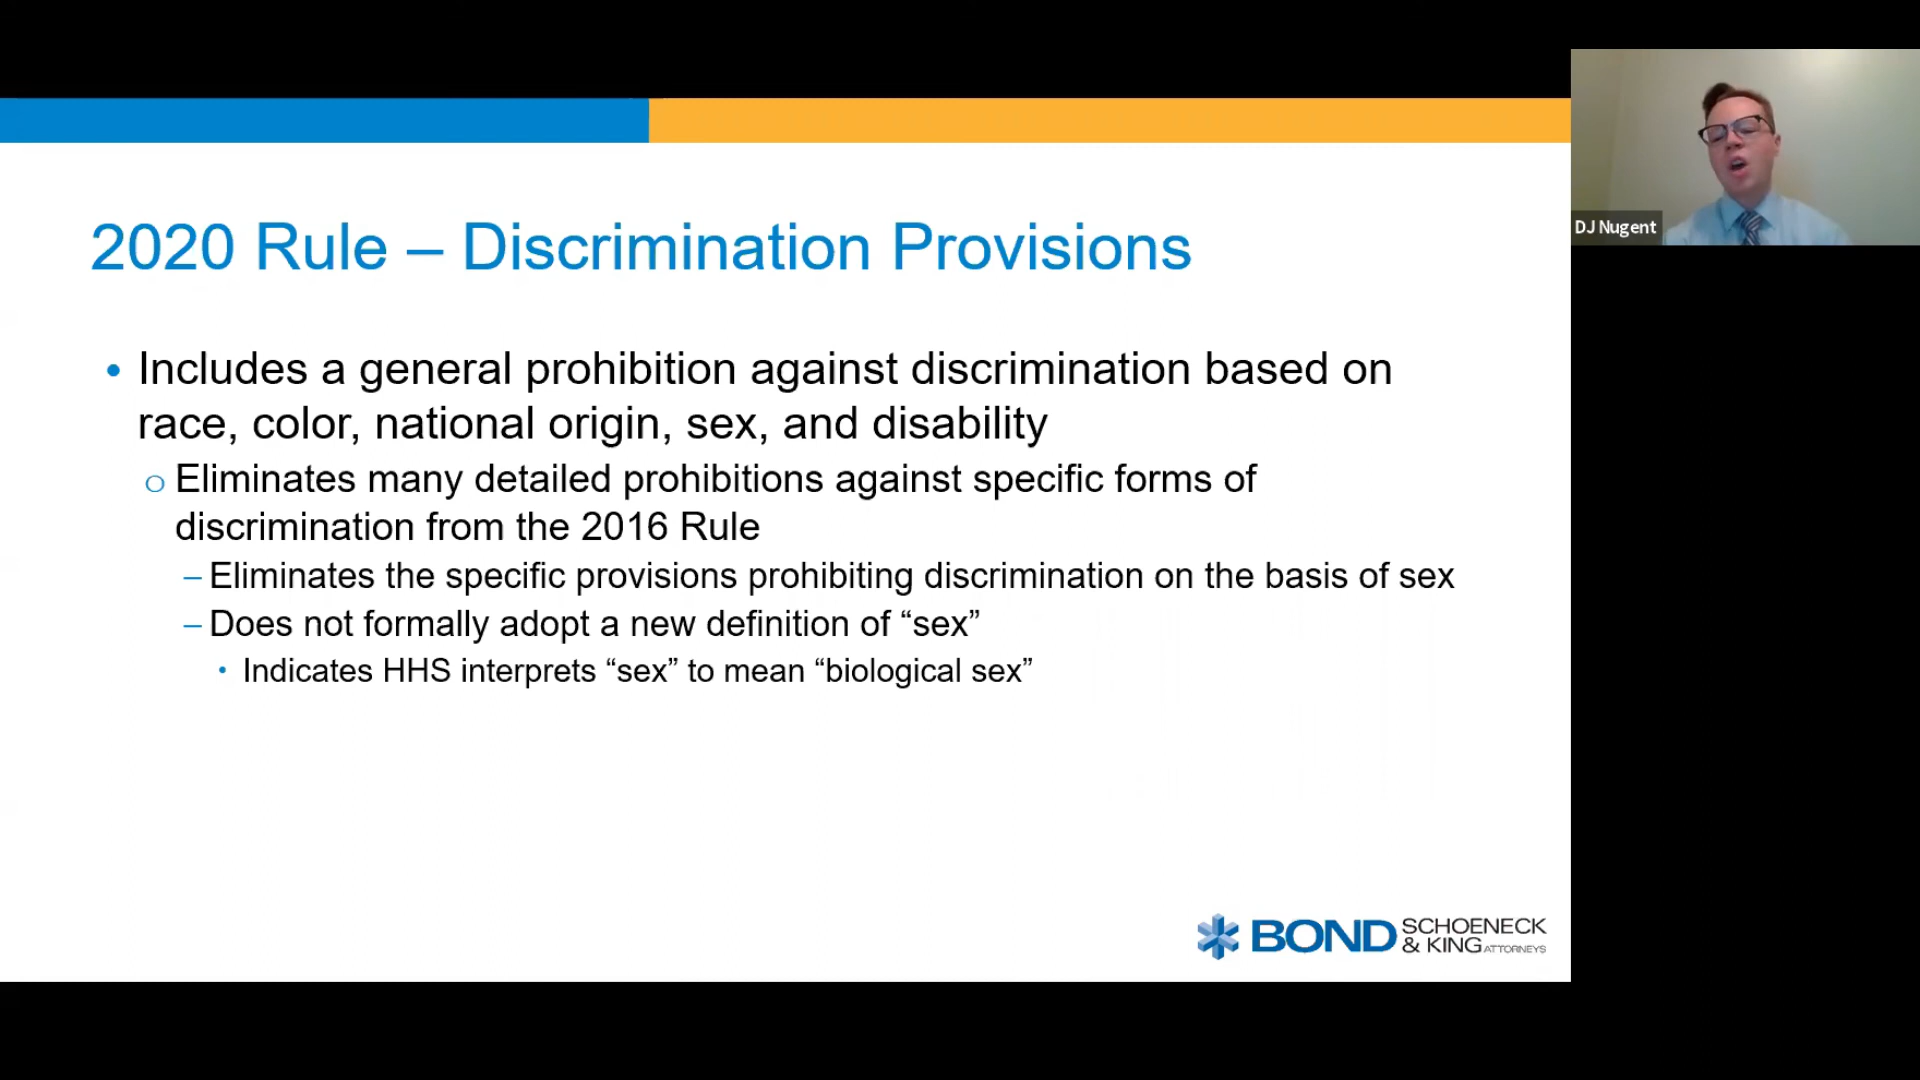 2020 Rule – Discrimination Provisions
• Includes a general prohibition against discrimination based on
race, color, national origin, sex, and disability
o Eliminates many detailed prohibitions against specific forms of
discrimination from the 2016 Rule
– Eliminates the specific provisions prohibiting discrimination on the basis of sex
– Does not formally adopt a new definition of “sex”
• Indicates HHS interprets “sex” to mean “biological sex”
DJ Nugent
BOND SCHOENECK
& KING ATTORNEYS